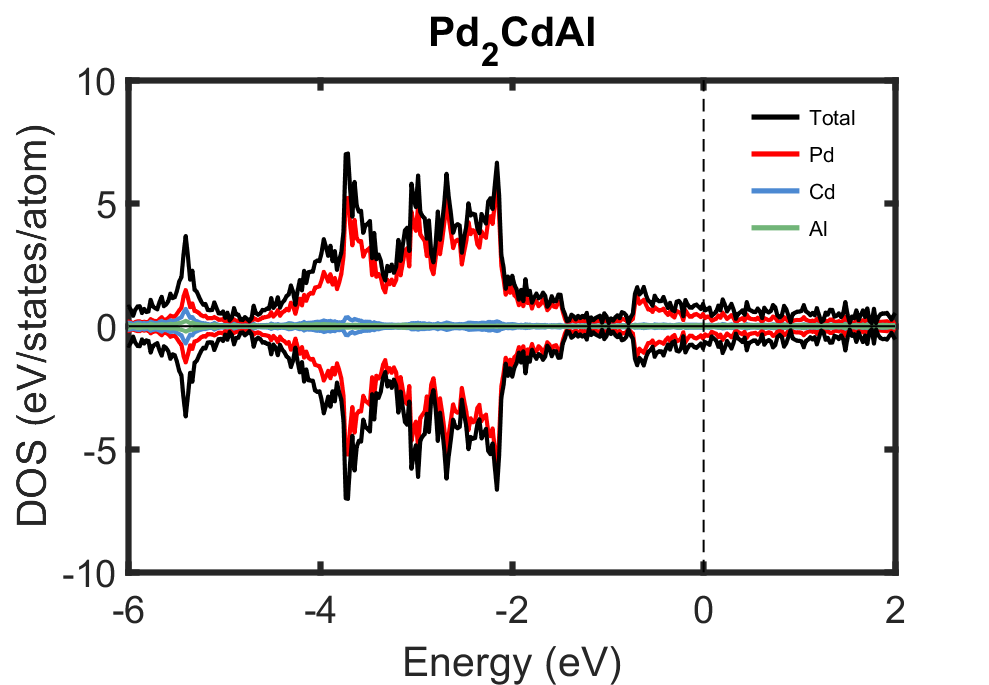 Pd2CdAl
10
5
0
-5
-10
DOS (eV/states/atom)
-6
-4
-2
0
2
Energy (eV)
Total
Pd
Cd
Al